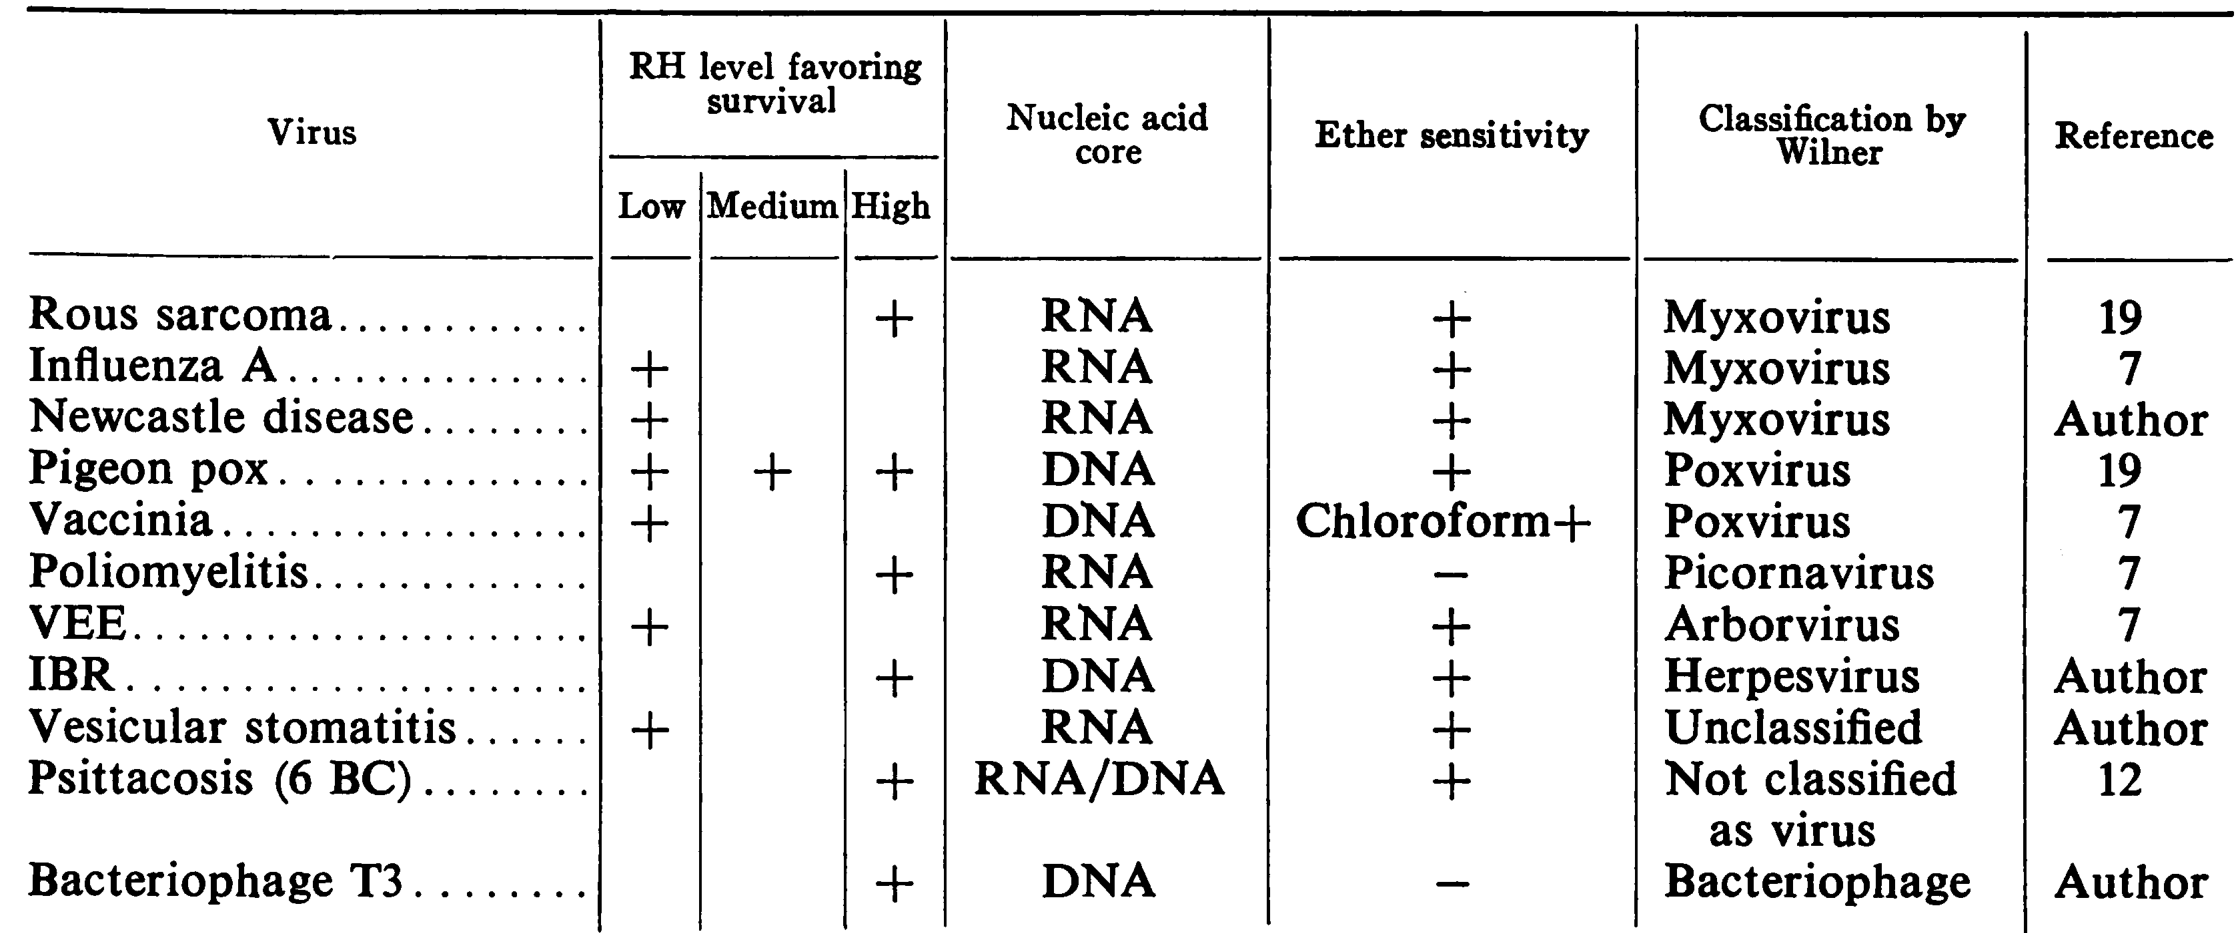 Virus | RH level favoring survival | Nucleic acid core | Ether sensitivity | Classification by Wilner | Reference
Low | Medium | High
Rous sarcoma............ + RNA + Myxovirus 19
Influenza A.............. + RNA + Myxovirus 7
Newcastle disease........ + RNA + Myxovirus Author
Pigeon pox.............. + + + DNA + Poxvirus 19
Vaccinia................. + DNA Chloroform+ Poxvirus 7
Poliomyelitis............. + RNA − Picornavirus 7
VEE..................... + RNA + Arborvirus 7
IBR..................... + DNA + Herpesvirus Author
Vesicular stomatitis...... + RNA + Unclassified Author
Psittacosis (6 BC)........ + RNA/DNA + Not classified 12
as virus
Bacteriophage T3........ + DNA − Bacteriophage Author